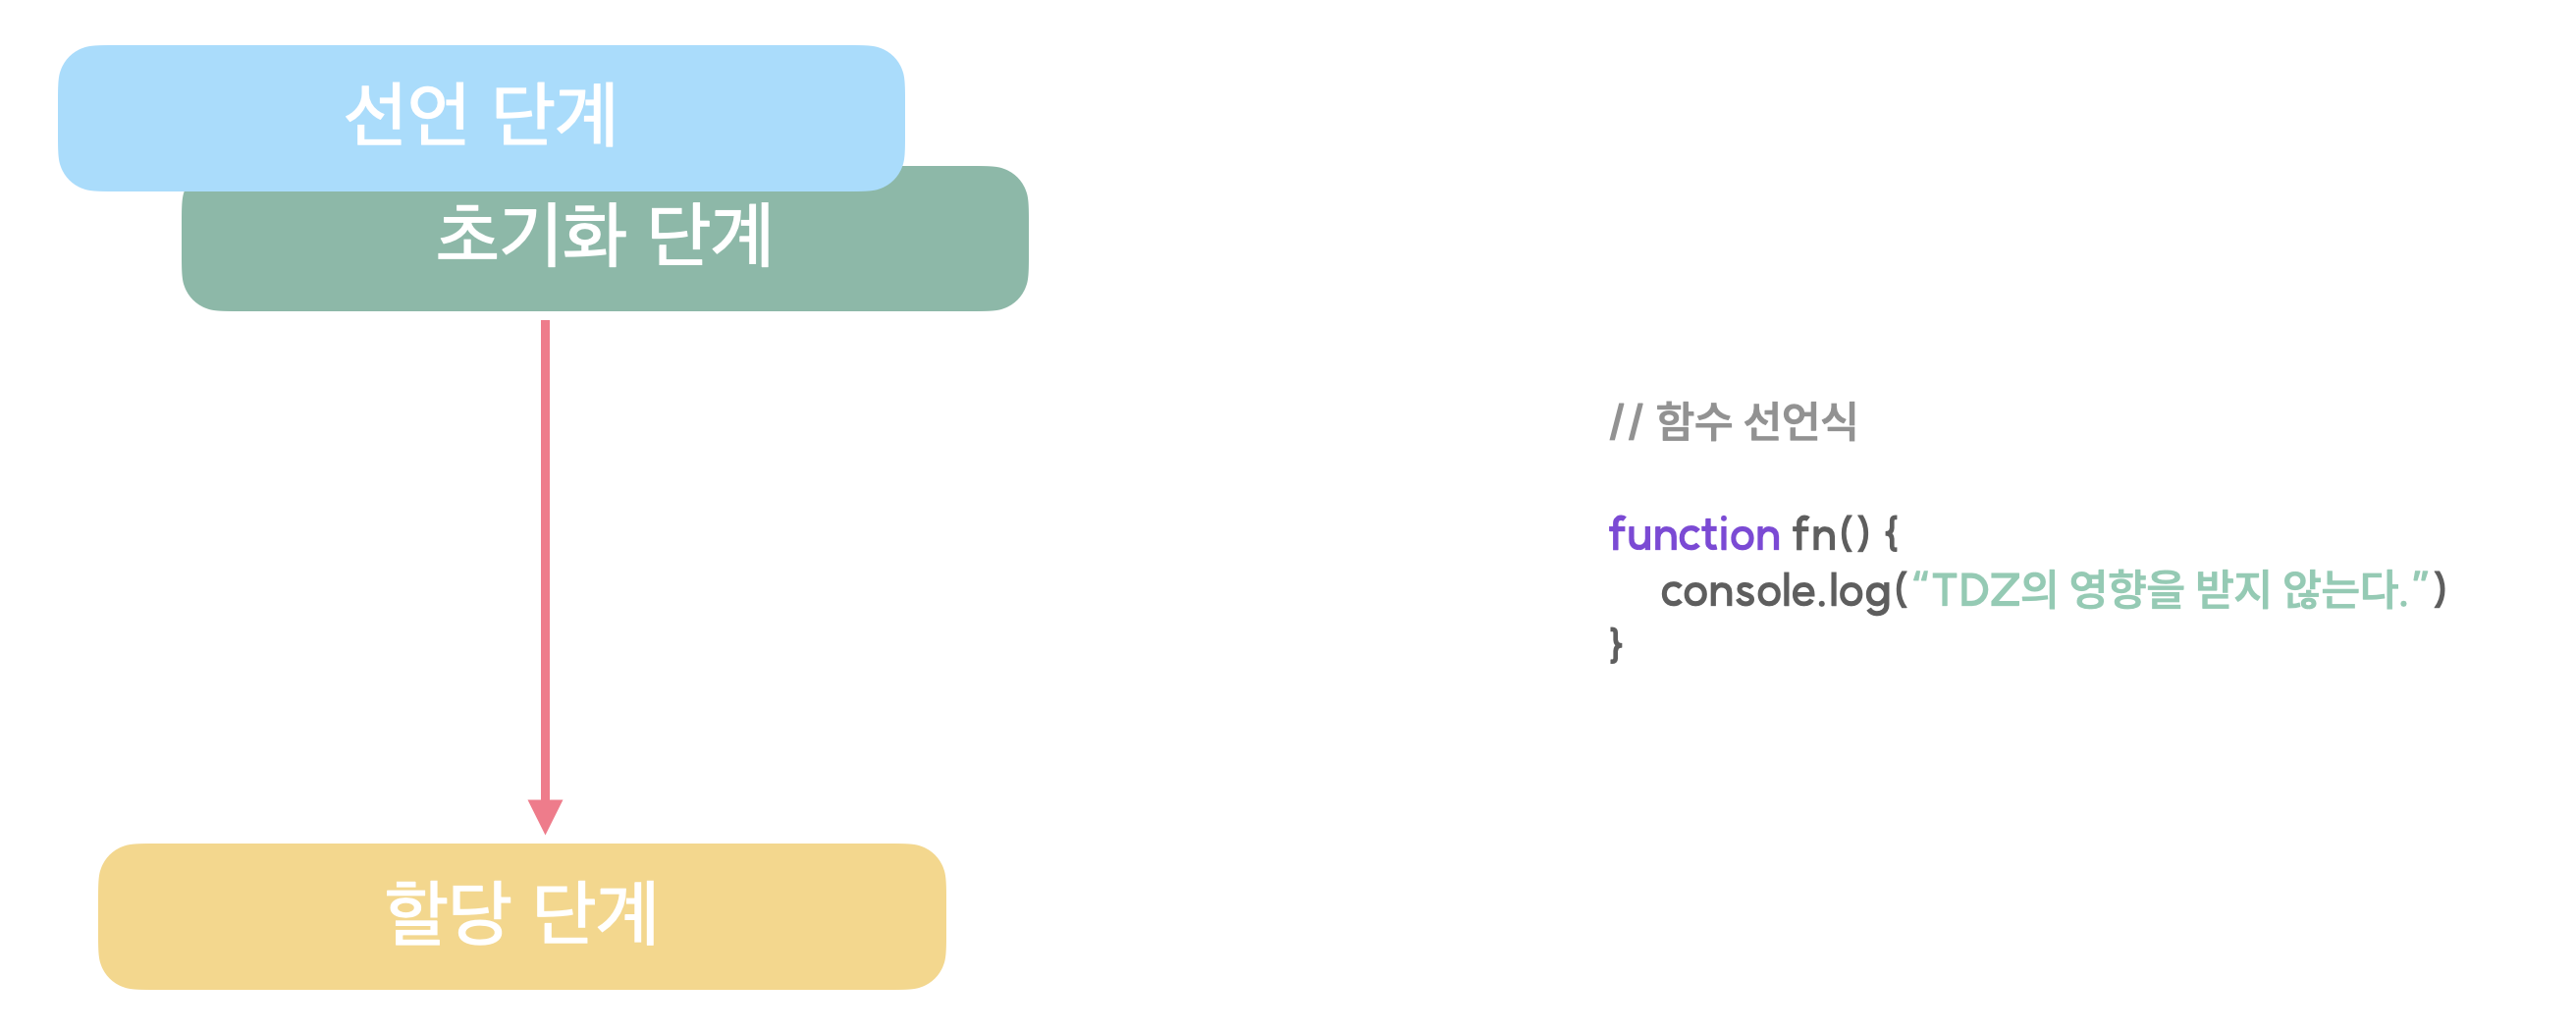 선언 단계
초기화 단계
할당 단계
// 함수 선언식
function fn() {
console.log(“TDZ의 영향을 받지 않는다.”)
}